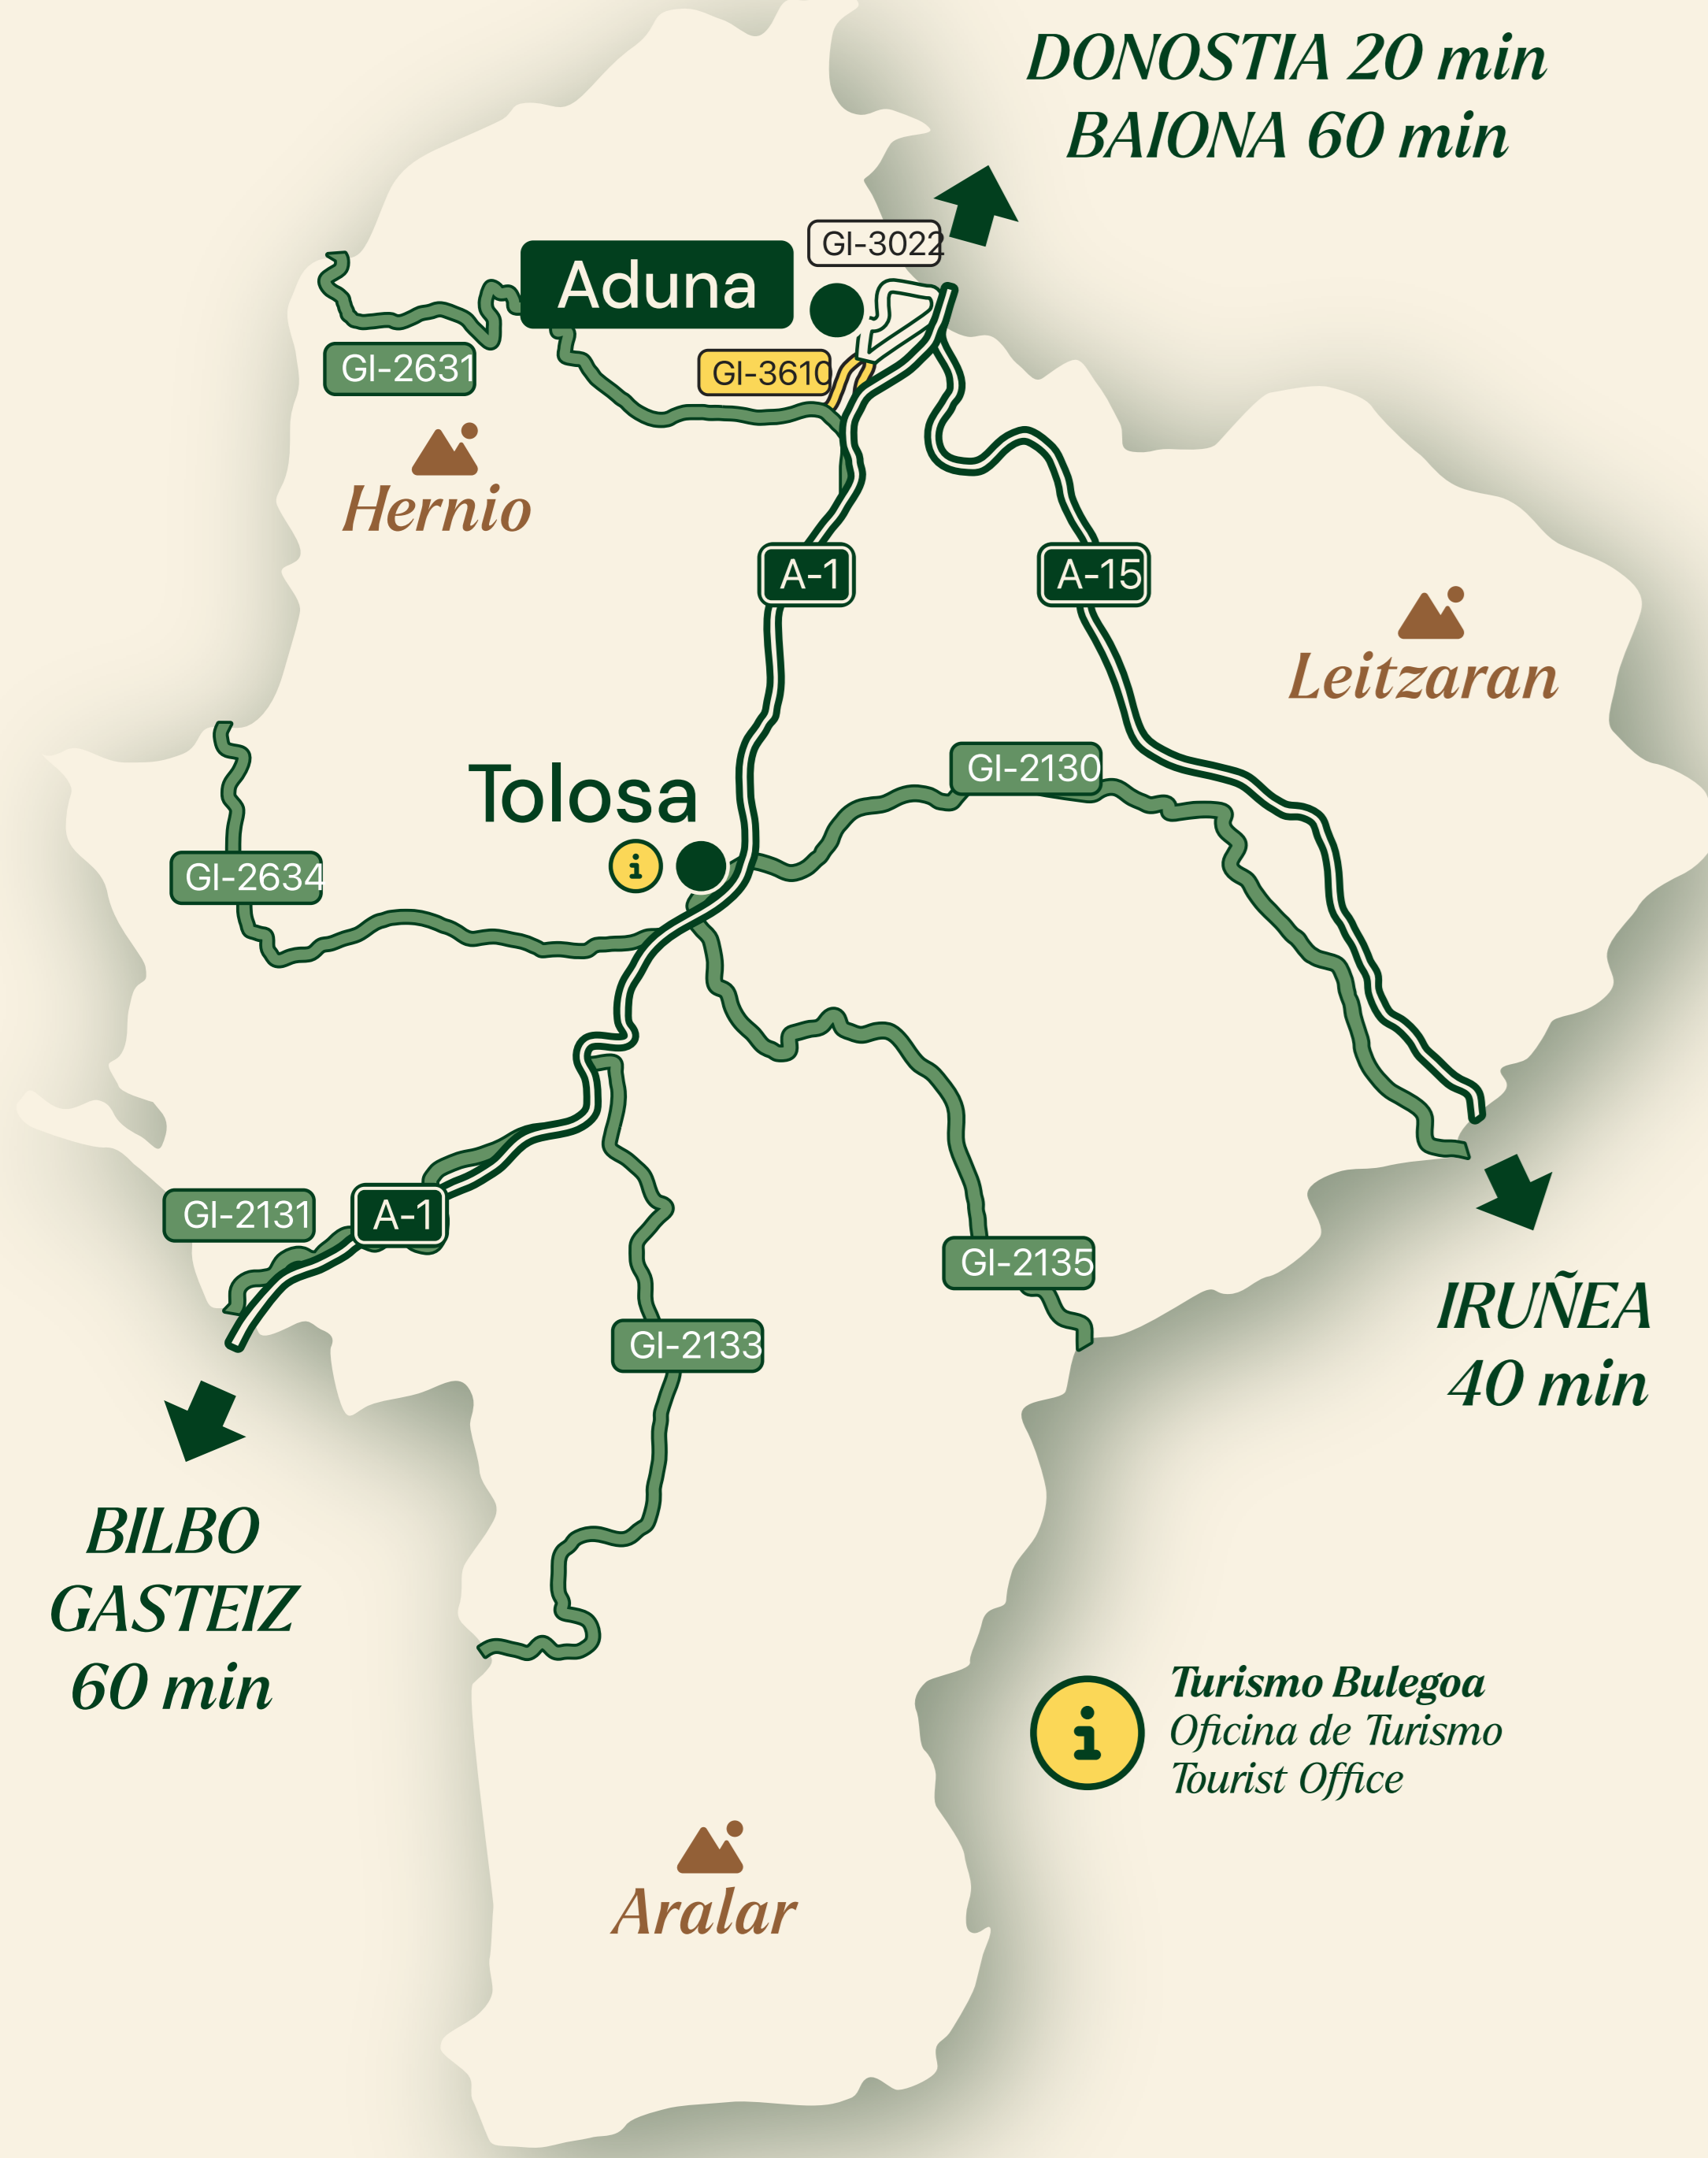 DONOSTIA 20 min
BAIONA 60 min
GI-3022
Aduna
GI-2631
GI-3610
Hernio
A-1
A-15
Leitzaran
Tolosa
GI-2130
GI-2634
GI-2131
A-1
GI-2135
GI-2133
IRUÑEA
40 min
BILBO
GASTEIZ
60 min
Turismo Bulegoa
Oficina de Turismo
Tourist Office
Aralar